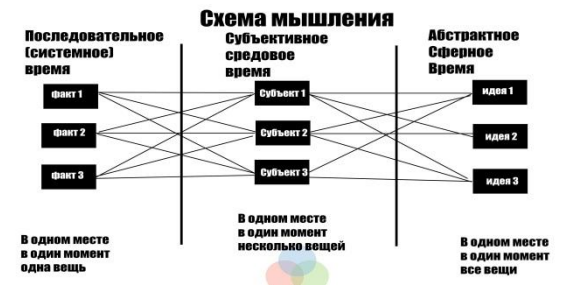 Схема мышления
Последовательное
(системное)
время
Субъективное
средовое
время
Абстрактное
Сферное
Время
факт 1
Субъект 1
идея 1
факт 2
Субъект 2
идея 2
факт 3
Субъект 3
идея 3
В одном месте
в один момент
одна вещь
В одном месте
в один момент
несколько вещей
В одном месте
в один момент
все вещи